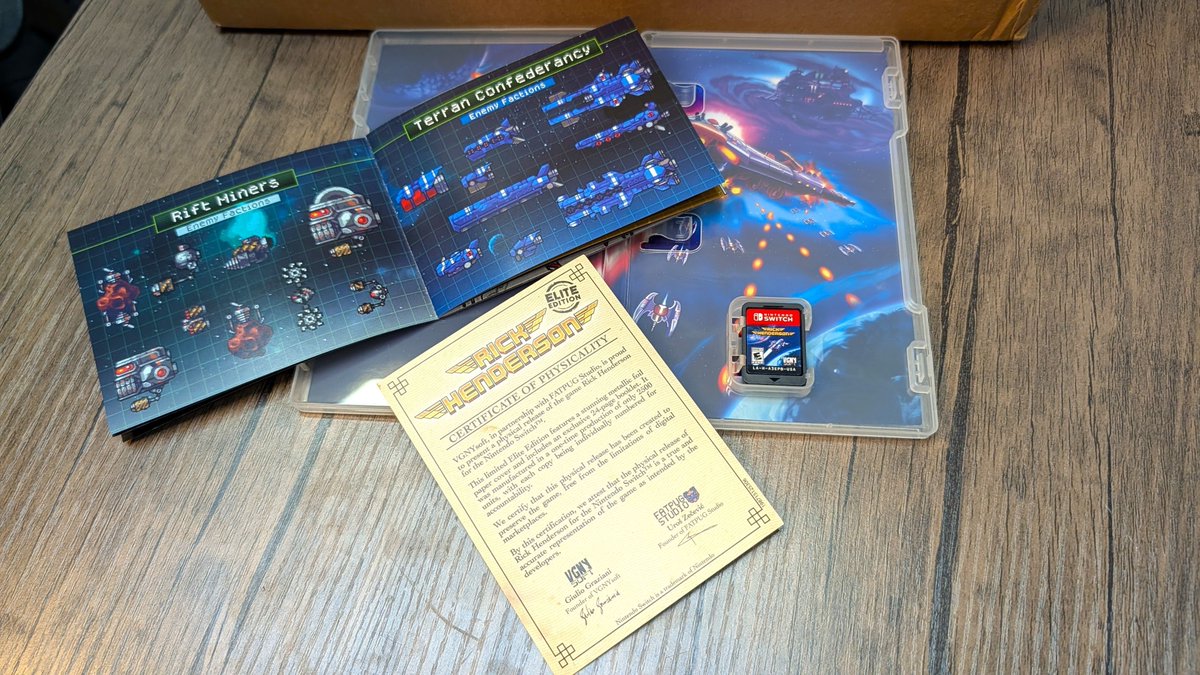 Terran Confederancy
Enemy Factions
Rift Miners
Enemy Factions
NINTENDO
SWITCH
RICK
HENDERSON
VGNY
LA-H-A3EPB-USA
ELITE
EDITION
RICK
HENDERSON
CERTIFICATE OF PHYSICALITY
VGNYsoft, in partnership with FATPUG Studio, is proud
to present a physical release of the game Rick Henderson
for the Nintendo Switch™.
This limited Elite Edition features a stunning metallic foil
paper cover and includes an exclusive 24-page booklet. It
was manufactured in a one-time production of only 2500
units, with each copy being individually numbered for
accountability.
We certify that this physical release has been created to
preserve the game, free from the limitations of digital
marketplaces.
By this certification, we attest that the physical release of
Rick Henderson for the Nintendo Switch™ is a true and
accurate representation of the game as intended by the
developers.
FATPUG
STUDIO
Founder of FATPUG Studio
VGNY
SOFT
Giulio Graziani
Founder of VGNYsoft
Nintendo Switch is a trademark of Nintendo